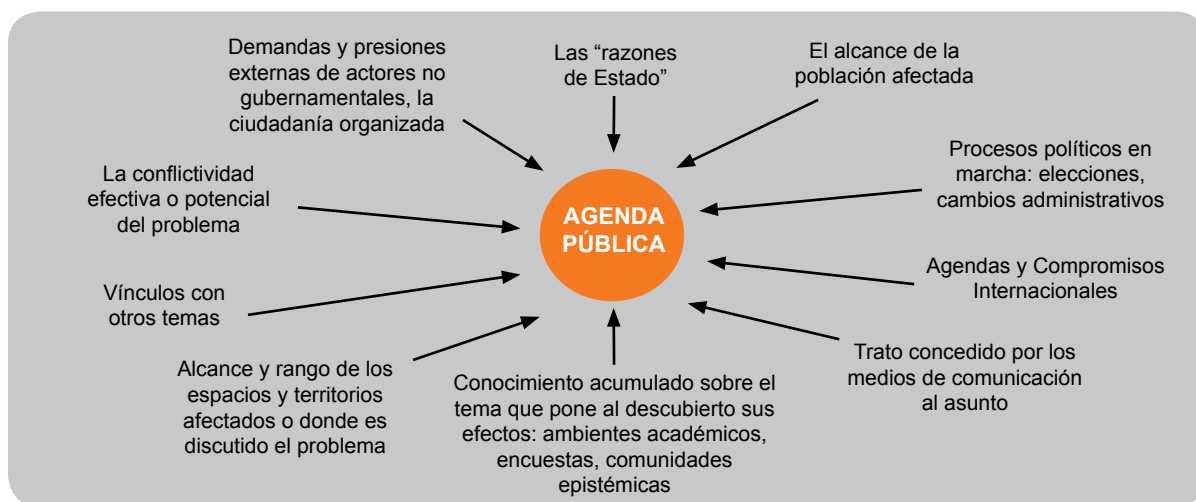 Demandas y presiones
externas de actores no
gubernamentales, la
ciudadanía organizada
Las “razones
de Estado”
El alcance de la
población afectada
La conflictividad
efectiva o potencial
del problema
Procesos políticos en
marcha: elecciones,
cambios administrativos
AGENDA
PÚBLICA
Vínculos con
otros temas
Agendas y Compromisos
Internacionales
Alcance y rango de los
espacios y territorios
afectados o donde es
discutido el problema
Conocimiento acumulado sobre el
tema que pone al descubierto sus
efectos: ambientes académicos,
encuestas, comunidades
epistémicas
Trato concedido por los
medios de comunicación
al asunto